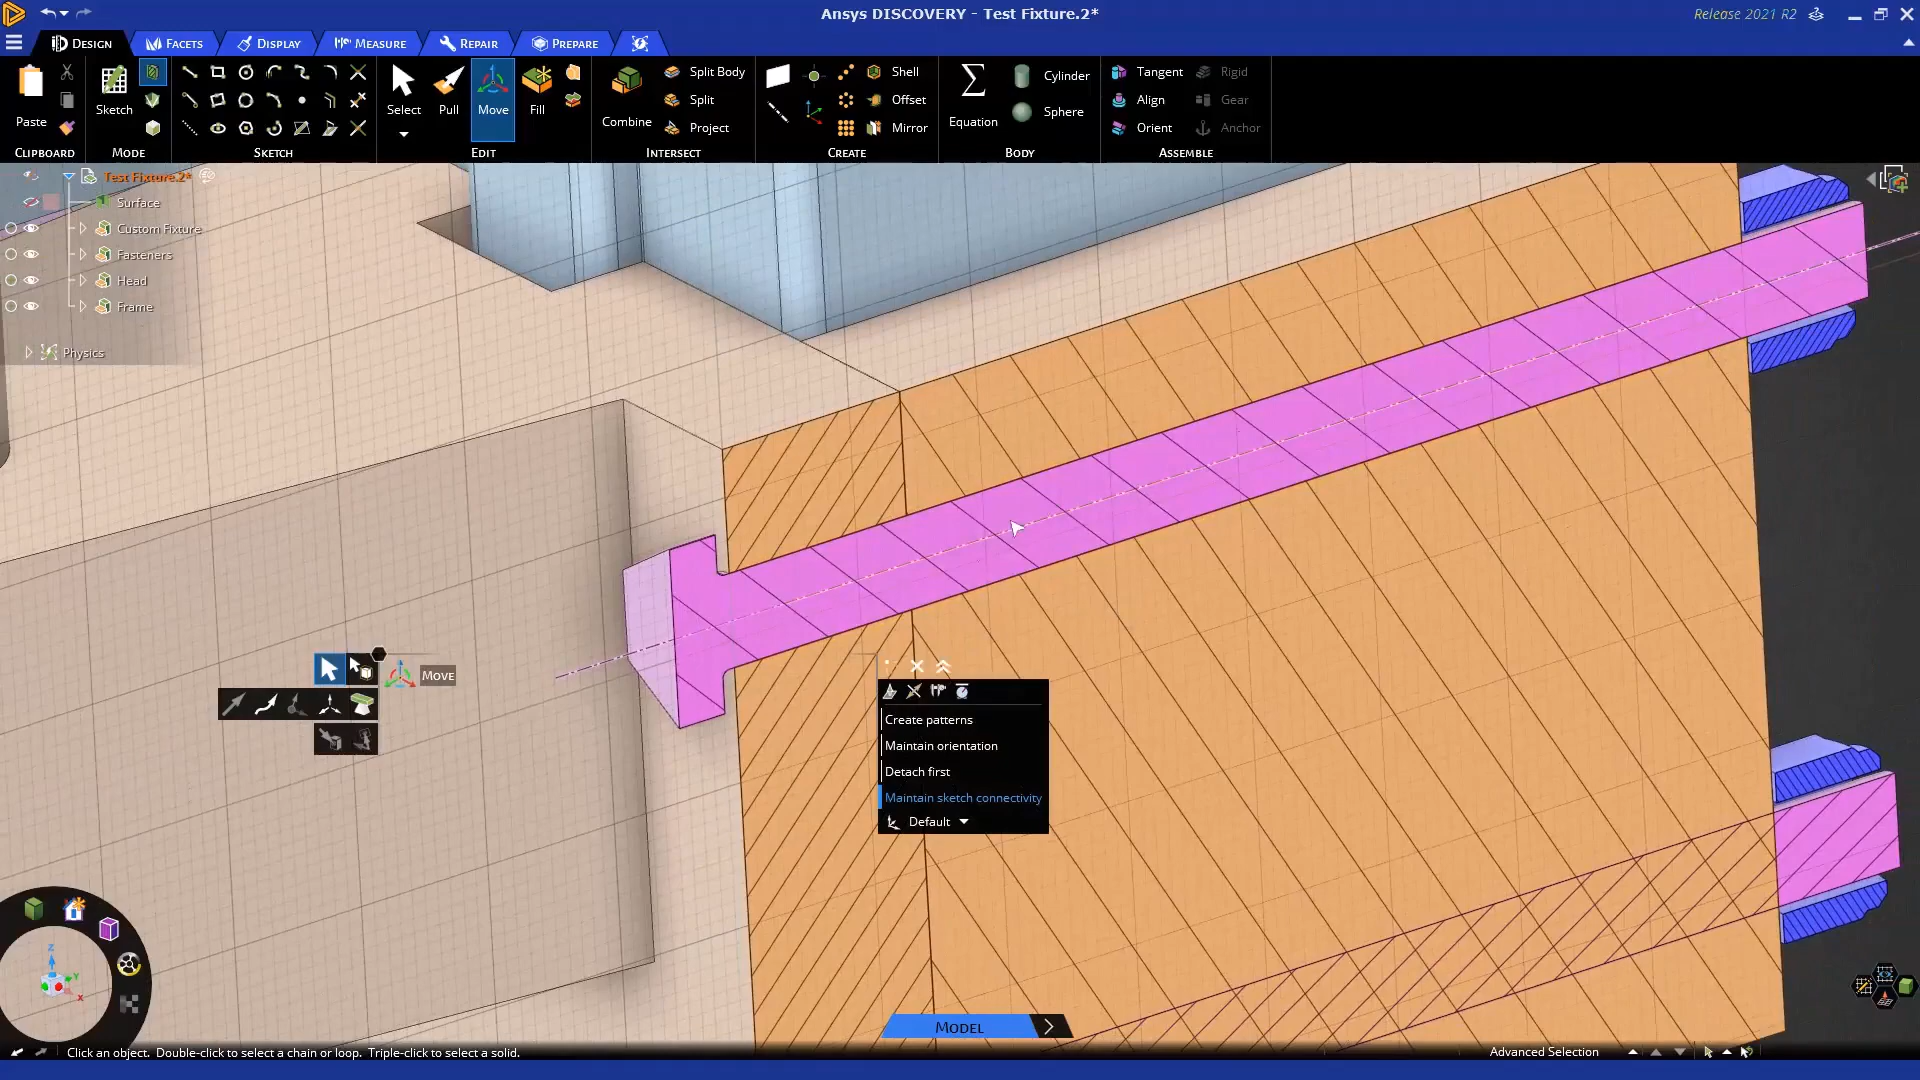 Ansys DISCOVERY - Test Fixture.2*
Release 2021 R2
DESIGN
FACETS
DISPLAY
MEASURE
REPAIR
PREPARE
Paste
CLIPBOARD
Sketch
MODE
SKETCH
Select
Pull
Move
Fill
EDIT
Combine
Split Body
Split
Project
INTERSECT
Shell
Offset
Mirror
CREATE
Equation
Cylinder
Sphere
BODY
Tangent
Rigid
Align
Gear
Orient
Anchor
ASSEMBLE
Test Fixture.2*
Surface
Custom Fixture
Fasteners
Head
Frame
Physics
MOVE
Create patterns
Maintain orientation
Detach first
Maintain sketch connectivity
Default
Z
Y
X
MODEL
Click an object. Double-click to select a chain or loop. Triple-click to select a solid.
Advanced Selection